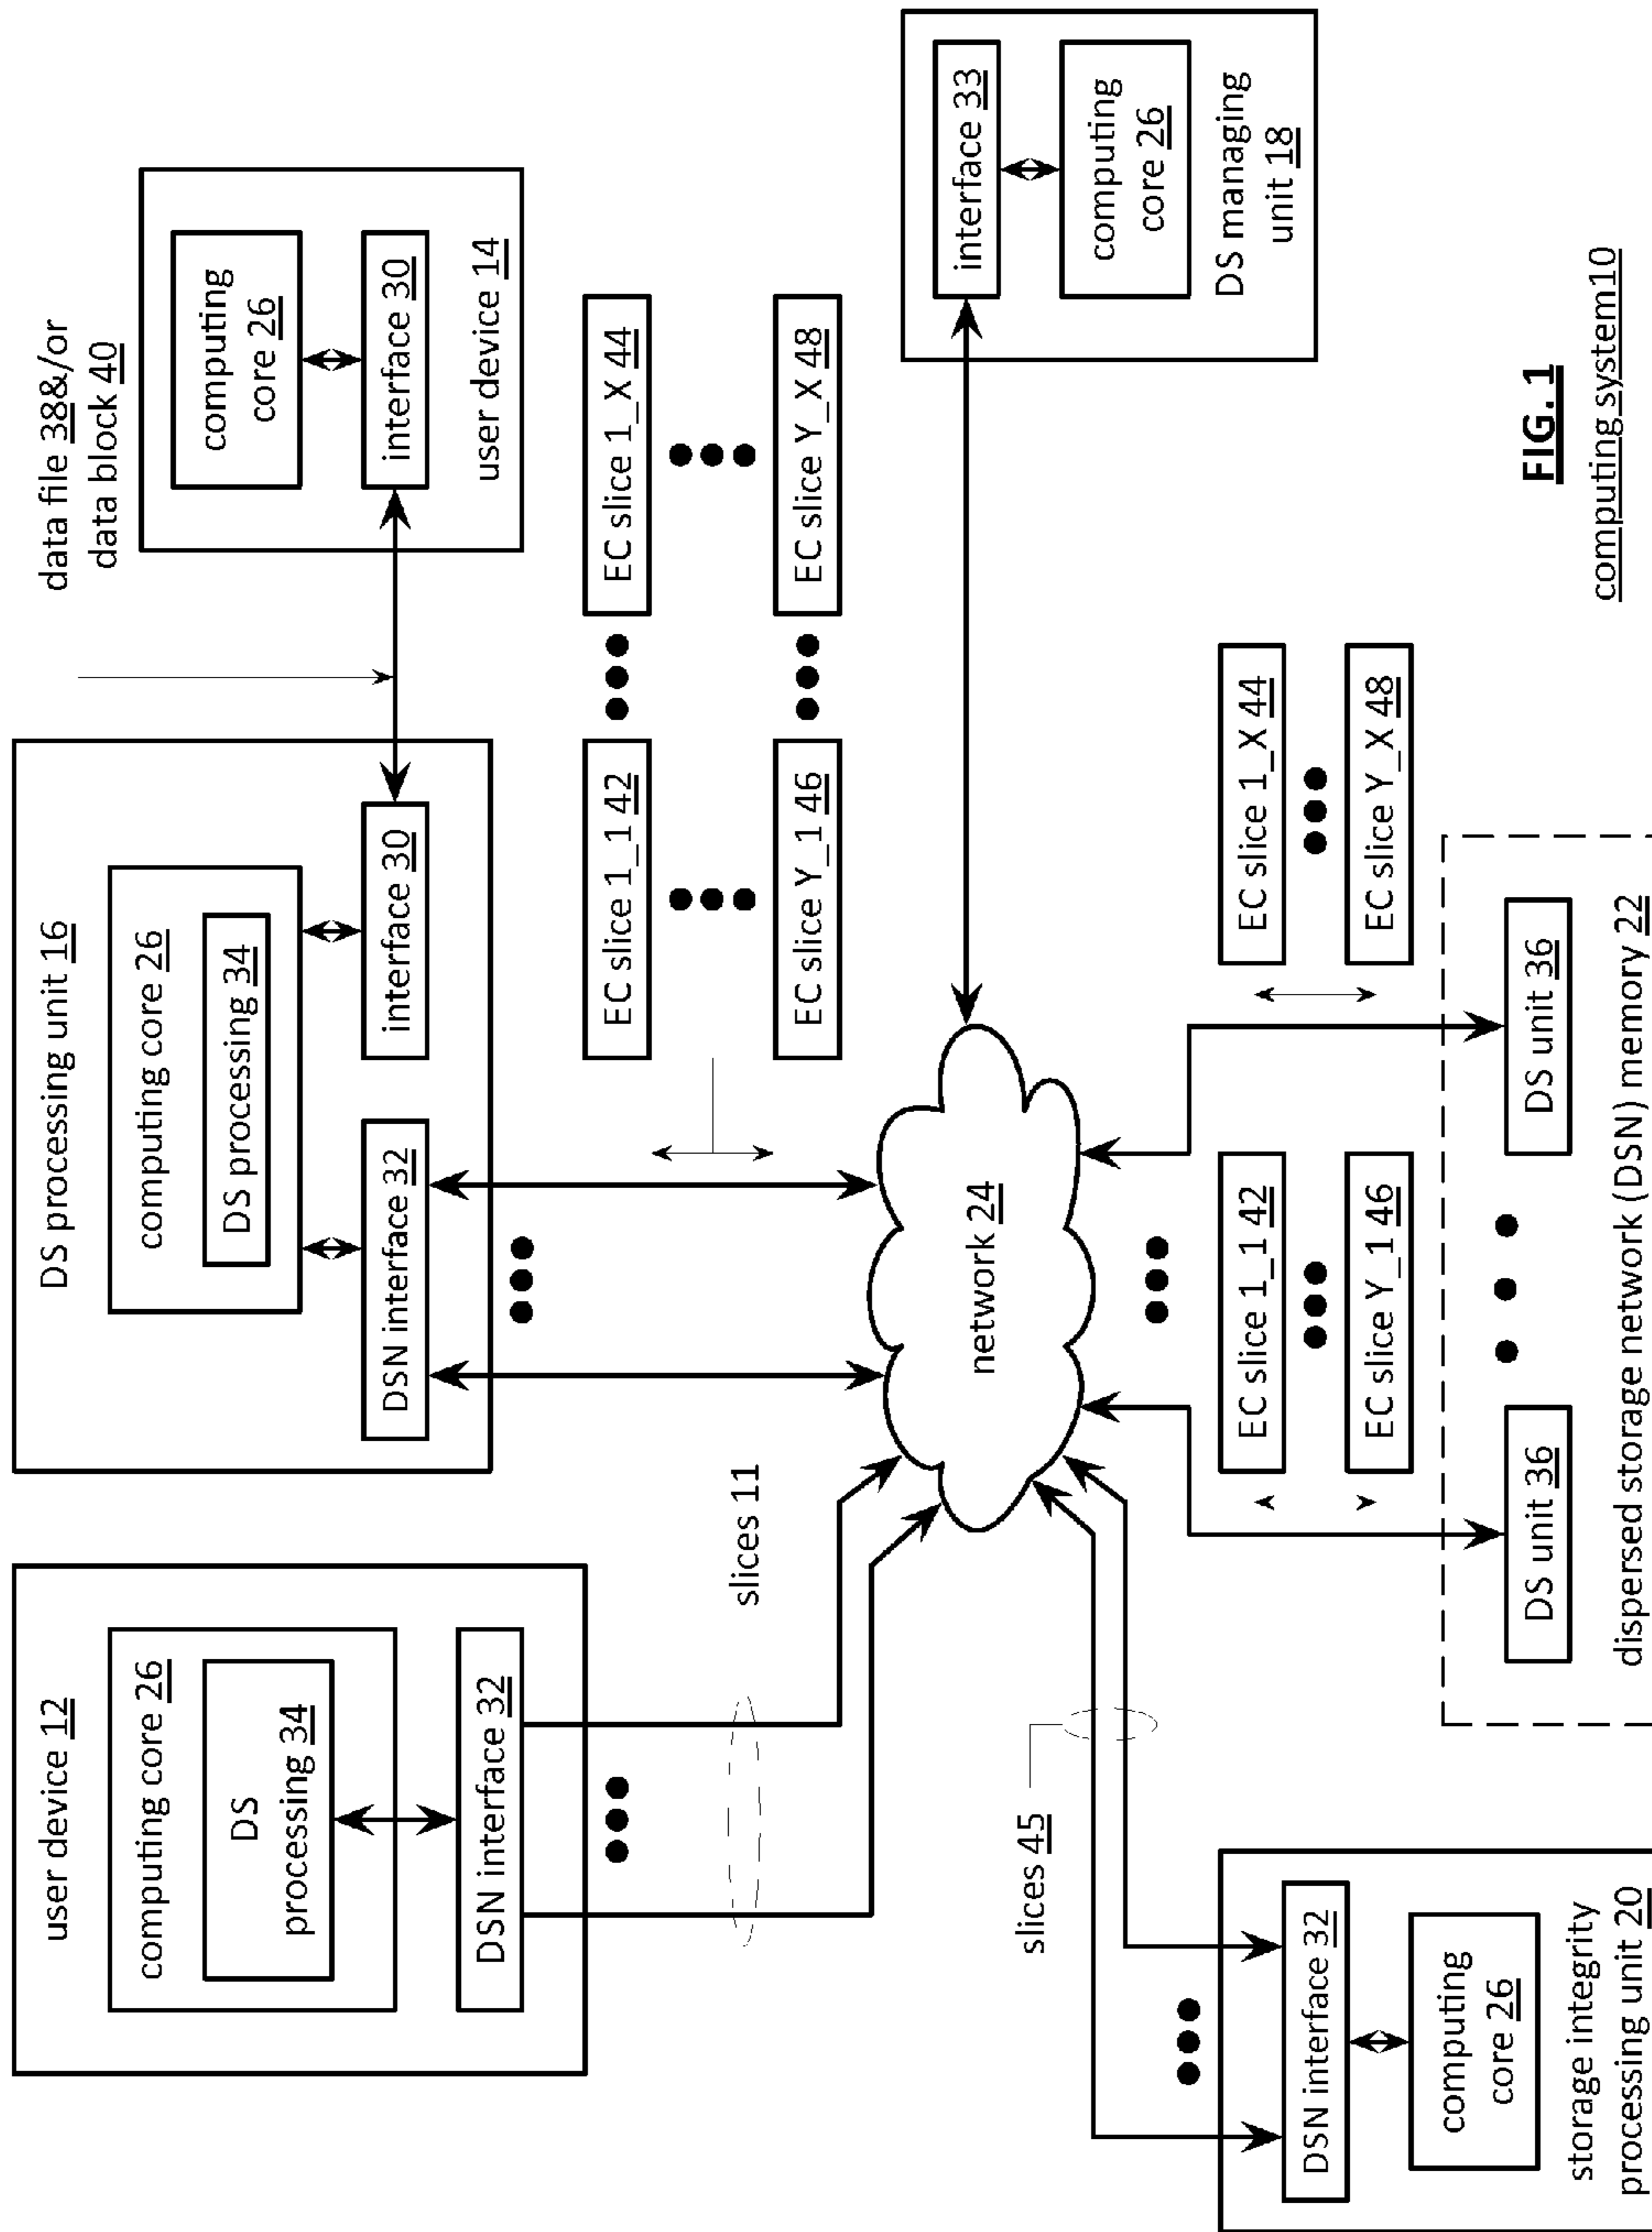 user device 12
computing core 26
DS
processing 34
DSN interface 32
slices 11
DS processing unit 16
computing core 26
DS processing 34
DSN interface 32
interface 30
data file 38&/or
data block 40
computing
core 26
interface 30
user device 14
EC slice 1_1 42
EC slice 1_X 44
EC slice Y_1 46
EC slice Y_X 48
network 24
interface 33
computing
core 26
DS managing
unit 18
slices 45
DSN interface 32
computing
core 26
storage integrity
processing unit 20
EC slice 1_1 42
EC slice Y_1 46
EC slice 1_X 44
EC slice Y_X 48
DS unit 36
DS unit 36
dispersed storage network (DSN) memory 22
FIG. 1
computing system10